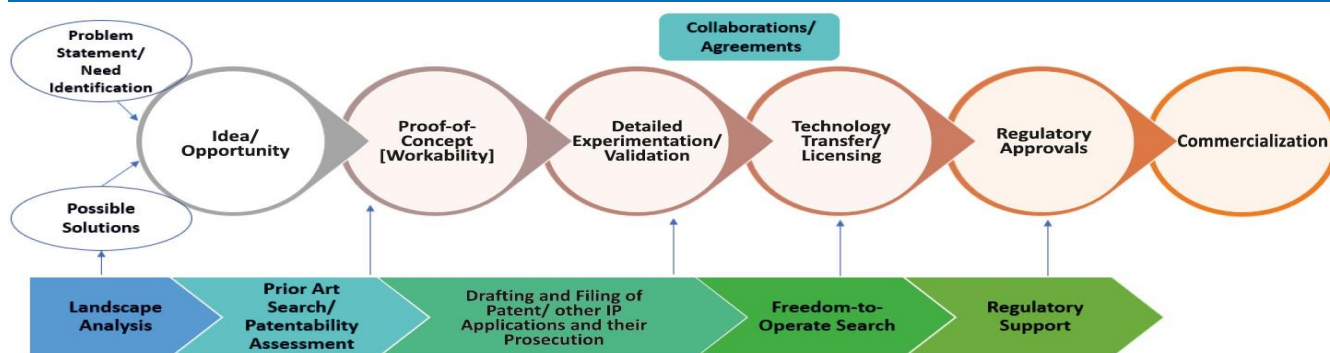 Problem
Statement/
Need
Identification
Possible
Solutions
Idea/
Opportunity
Proof-of-
Concept
[Workability]
Detailed
Experimentation/
Validation
Collaborations/
Agreements
Technology
Transfer/
Licensing
Regulatory
Approvals
Commercialization
Landscape
Analysis
Prior Art
Search/
Patentability
Assessment
Drafting and Filing of
Patent/ other IP
Applications and their
Prosecution
Freedom-to-
Operate Search
Regulatory
Support